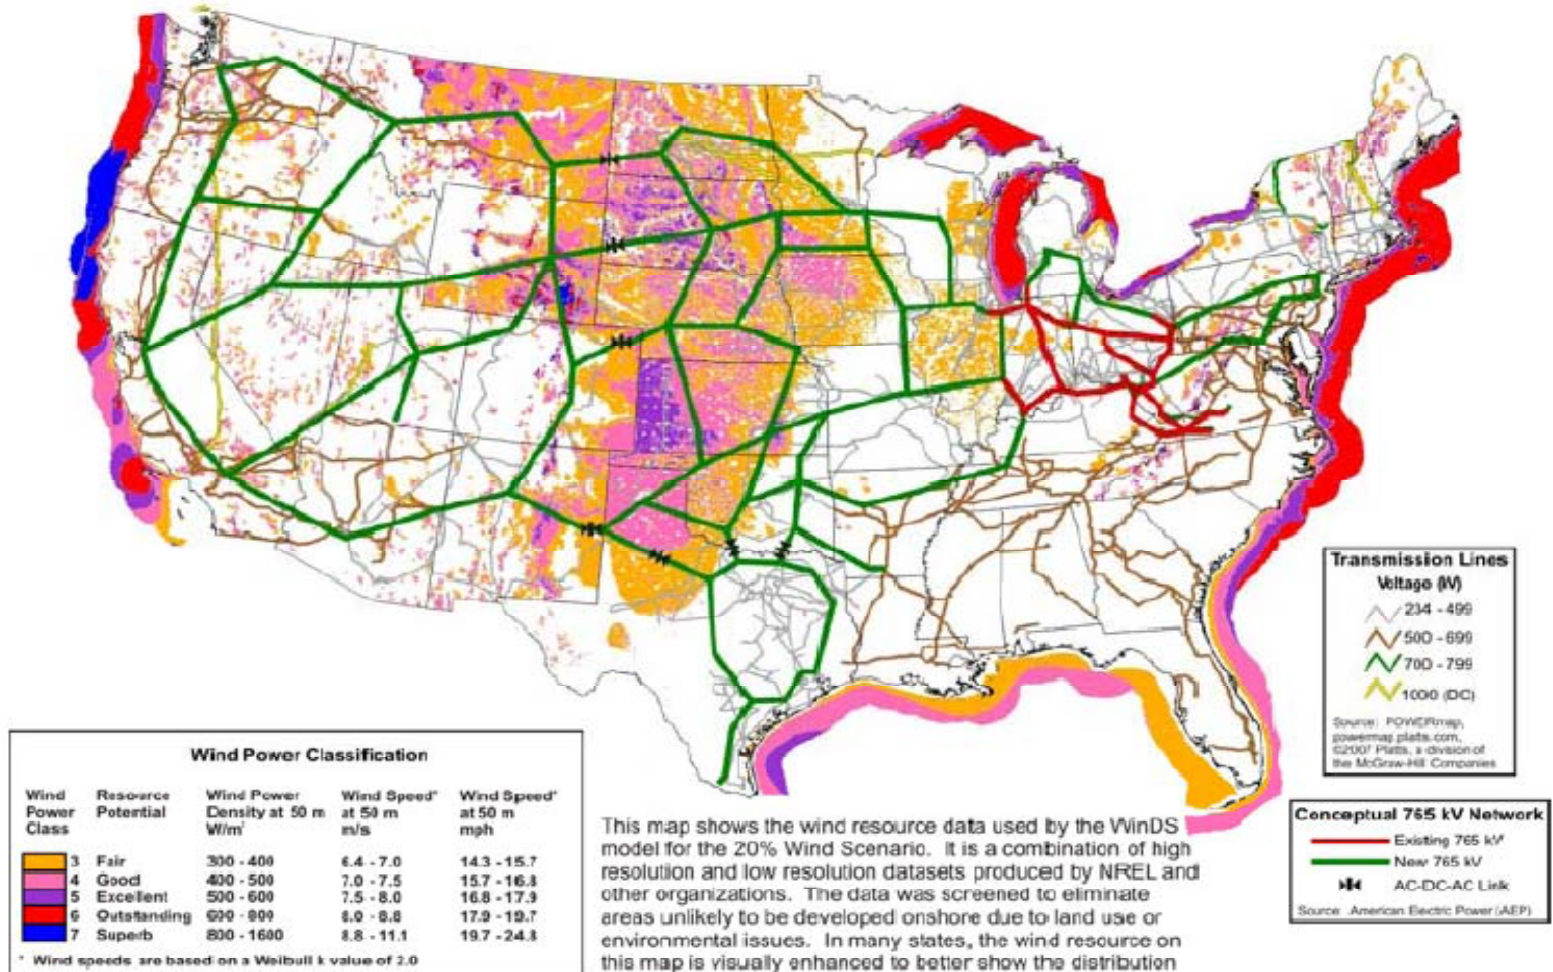 Transmission Lines
Voltage (kV)
234 - 499
500 - 699
700 - 799
1000 (DC)
Source: POWERmap,
powermap.platts.com,
©2007 Platts, a division of
the McGraw-Hill Companies
Wind Power Classification
Wind Power Class Resource Potential Wind Power Density at 50 m W/m² Wind Speed* at 50 m m/s Wind Speed* at 50 m mph
3 Fair 300 - 400 6.4 - 7.0 14.3 - 15.7
4 Good 400 - 500 7.0 - 7.5 15.7 - 16.8
5 Excellent 500 - 600 7.5 - 8.0 16.8 - 17.9
6 Outstanding 600 - 800 8.0 - 8.8 17.9 - 19.7
7 Superb 800 - 1600 8.8 - 11.1 19.7 - 24.8
* Wind speeds are based on a Weibull k value of 2.0
This map shows the wind resource data used by the WinDS
model for the 20% Wind Scenario. It is a combination of high
resolution and low resolution datasets produced by NREL and
other organizations. The data was screened to eliminate
areas unlikely to be developed onshore due to land use or
environmental issues. In many states, the wind resource on
this map is visually enhanced to better show the distribution
Conceptual 765 kV Network
Existing 765 kV
New 765 kV
AC-DC-AC Link
Source: American Electric Power (AEP)